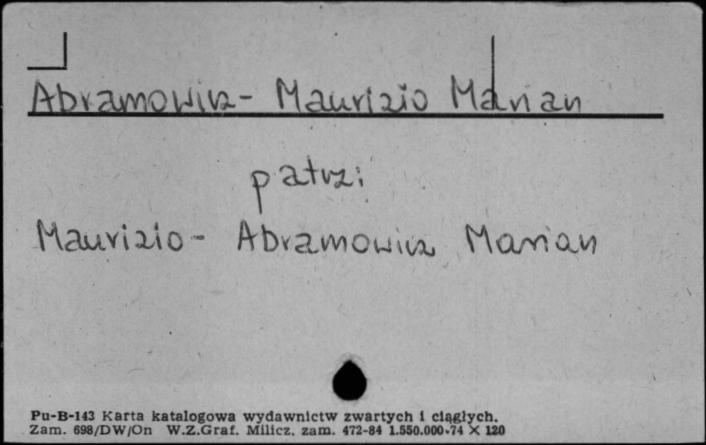 Abramowicz - Maurizio Marian
patrz:
Maurizio - Abramowicz Marian
Pu-B-143 Karta katalogowa wydawnictw zwartych i ciągłych.
Zam. 698/DW/On W.Z.Graf. Milicz, zam. 472-84 1.550.000+74 × 120